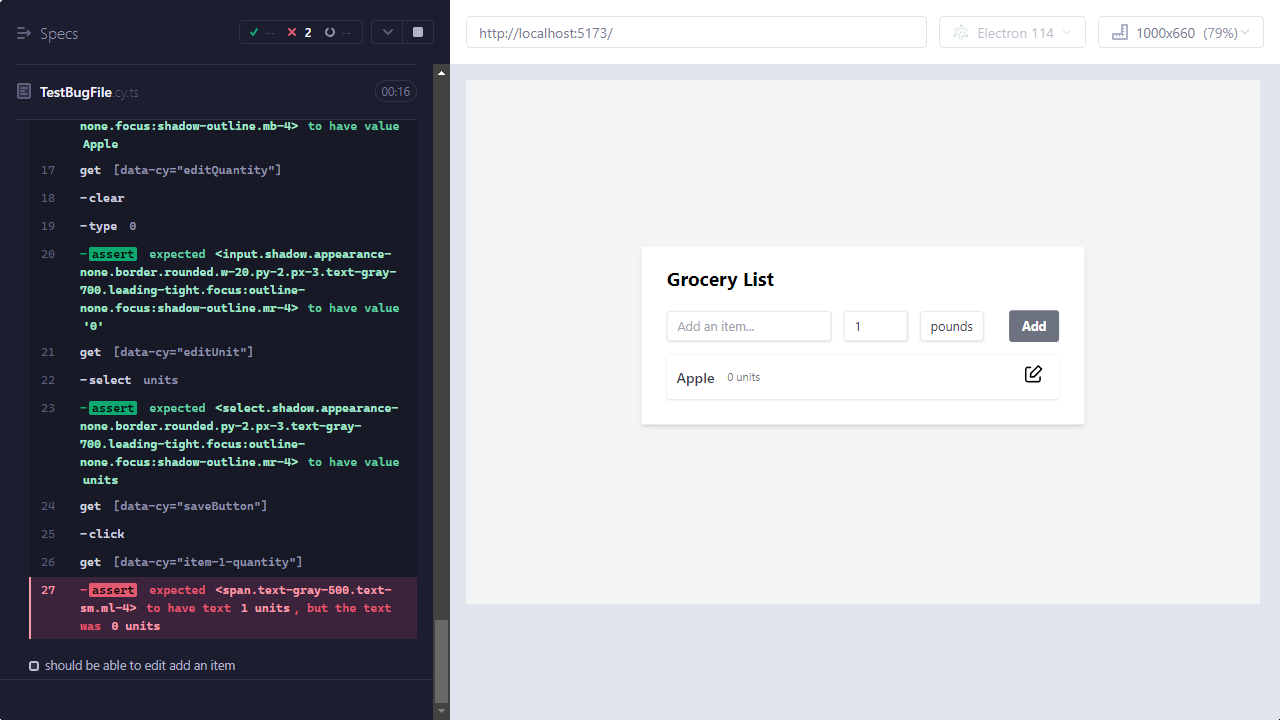 Specs
-- 2 --
TestBugFile.cy.ts
00:16
none.focus:shadow-outline.mb-4> to have value
Apple
17 get [data-cy="editQuantity"]
18 -clear
19 -type 0
20 -assert expected <input.shadow.appearance-
none.border.rounded.w-20.py-2.px-3.text-gray-
700.leading-tight.focus:outline-
none.focus:shadow-outline.mr-4> to have value
'0'
21 get [data-cy="editUnit"]
22 -select units
23 -assert expected <select.shadow.appearance-
none.border.rounded.py-2.px-3.text-gray-
700.leading-tight.focus:outline-
none.focus:shadow-outline.mr-4> to have value
units
24 get [data-cy="saveButton"]
25 -click
26 get [data-cy="item-1-quantity"]
27 -assert expected <span.text-gray-500.text-
sm.ml-4> to have text 1 units, but the text
was 0 units
should be able to edit add an item
http://localhost:5173/
Electron 114
1000x660 (79%)
Grocery List
Add an item...
1
pounds
Add
Apple 0 units